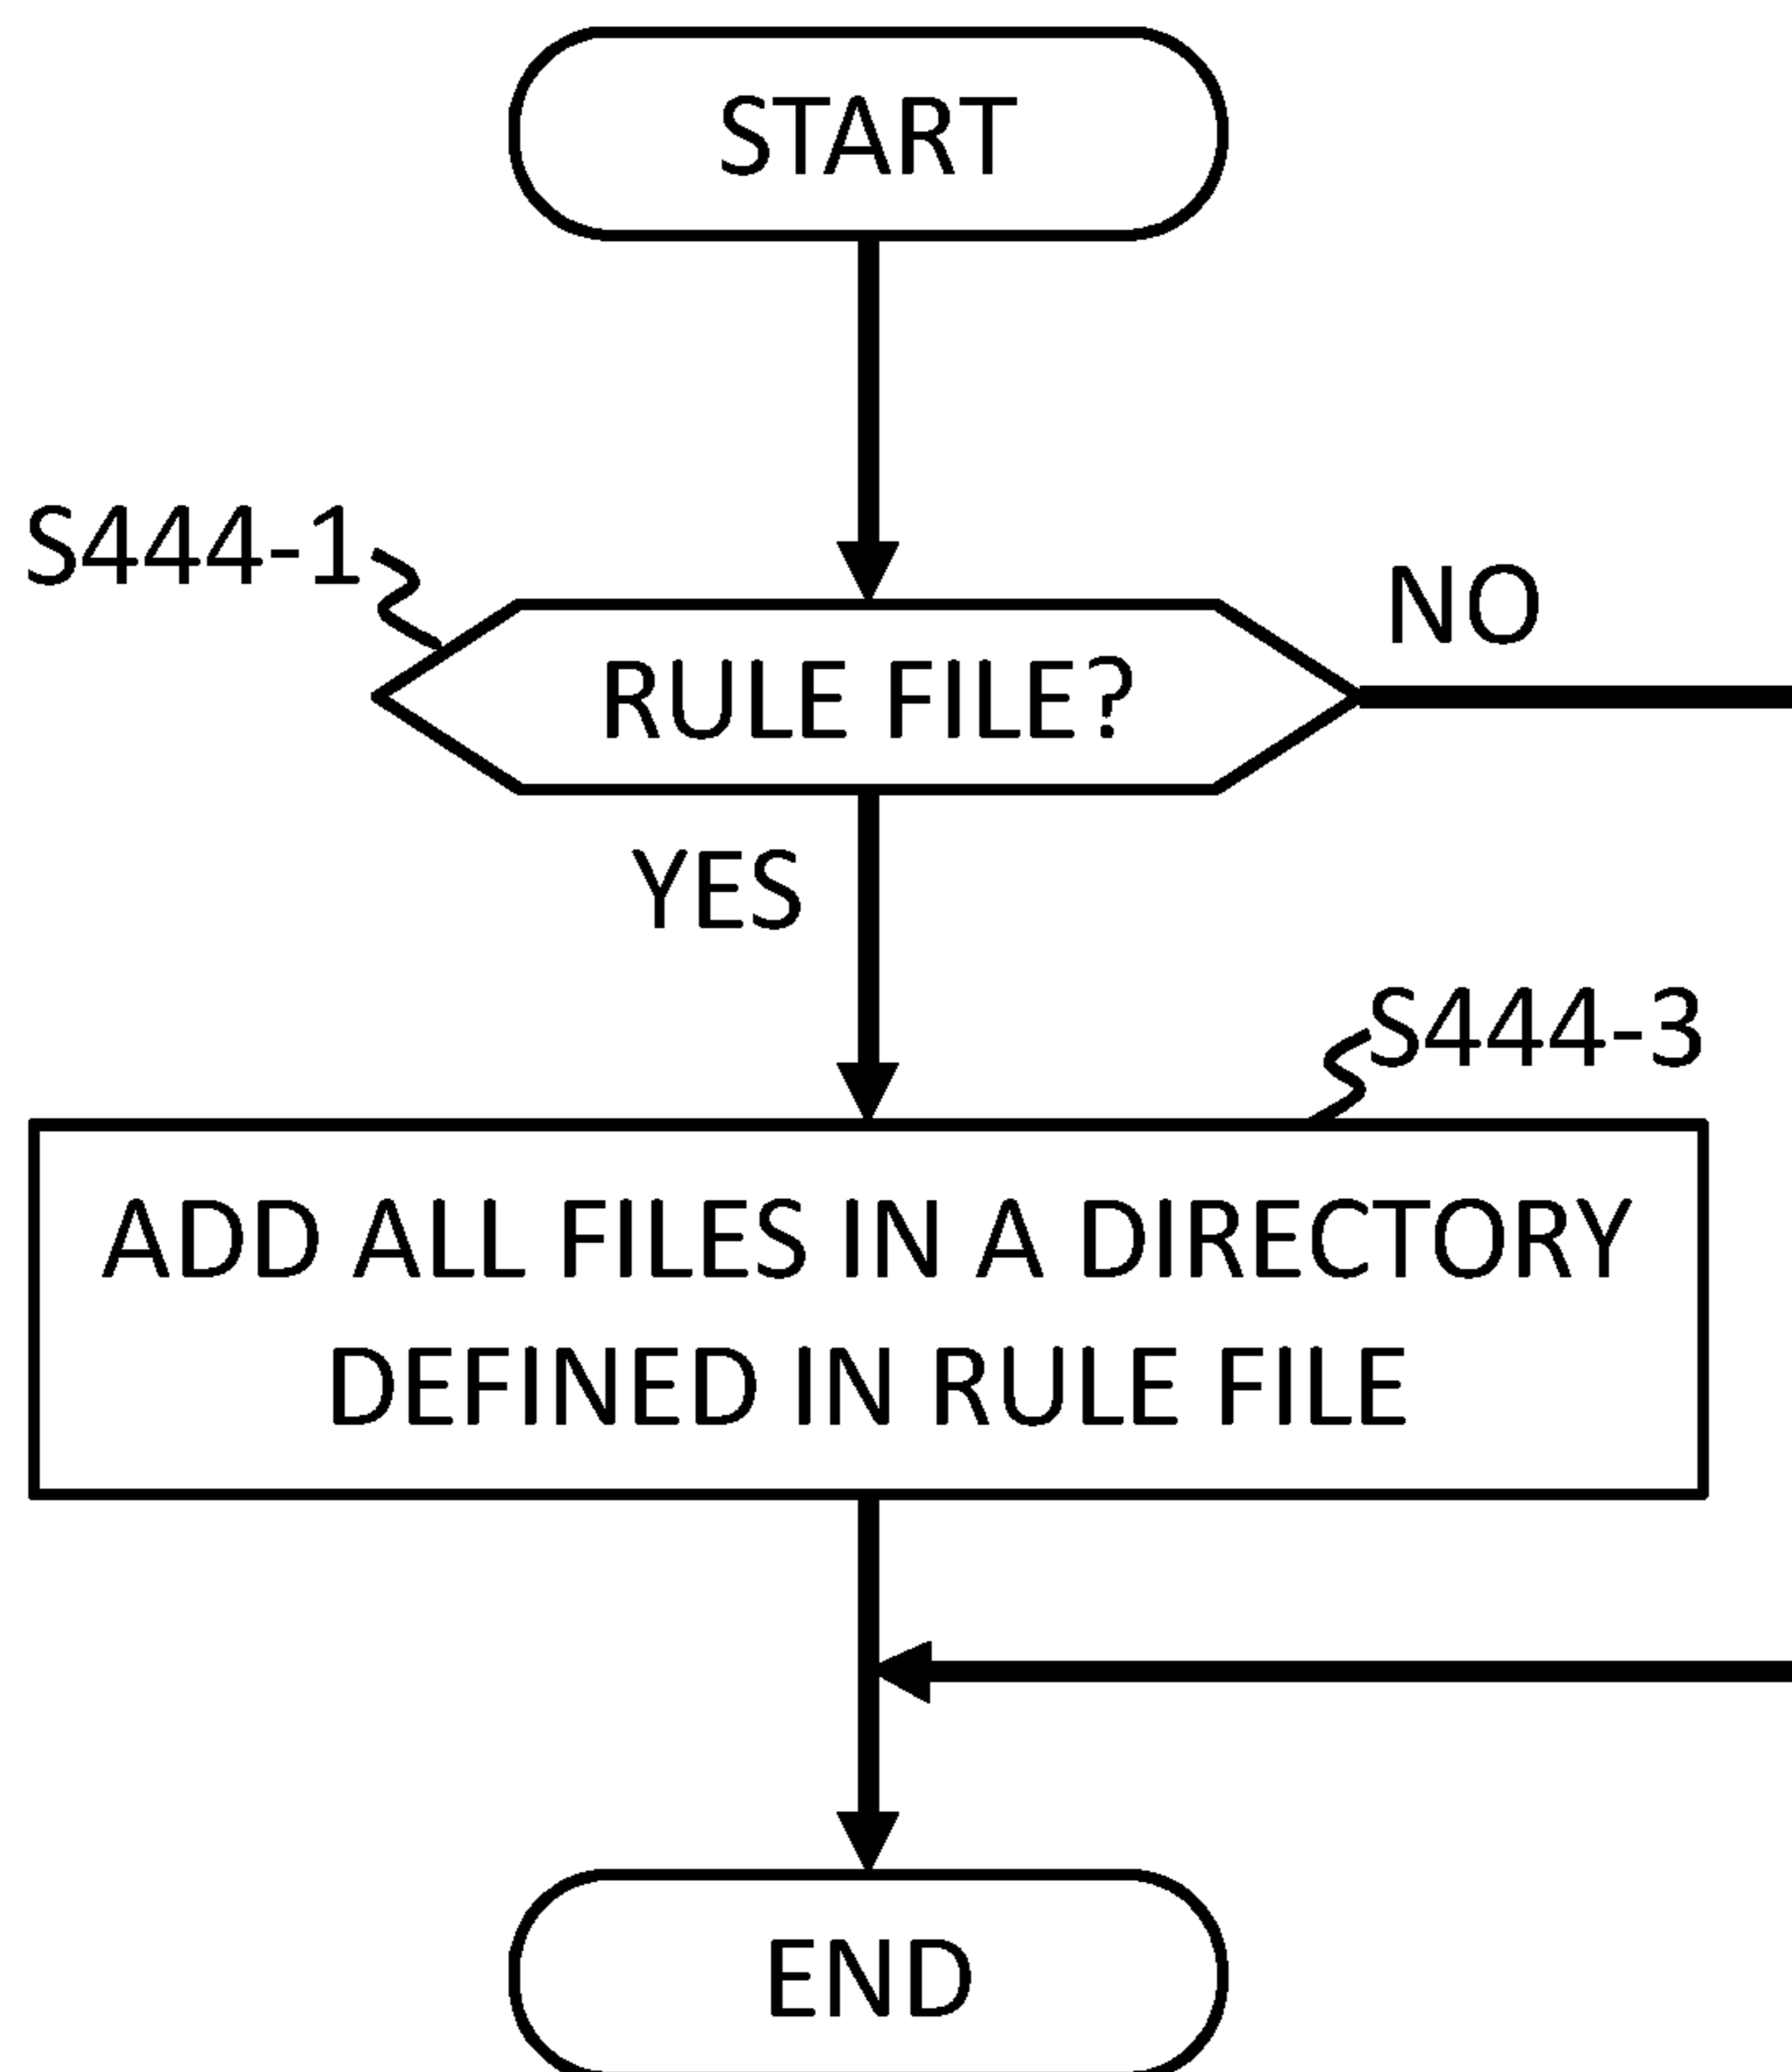 START
S444-1
NO
RULE FILE?
YES
S444-3
ADD ALL FILES IN A DIRECTORY
DEFINED IN RULE FILE
END